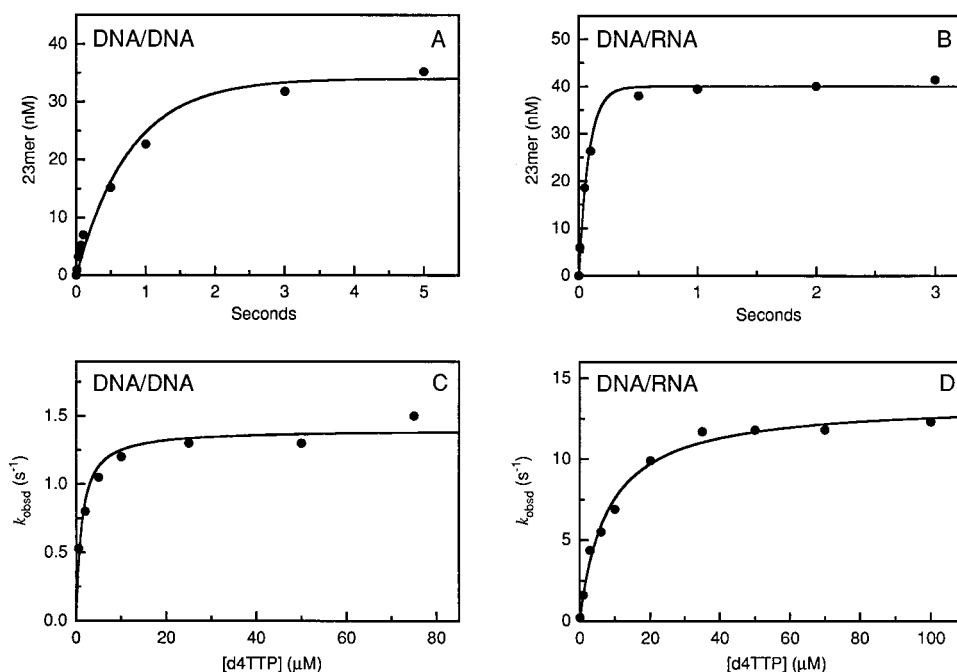 DNA/DNA A
40
30
20
10
0
23mer (nM)
0 1 2 3 4 5
Seconds
DNA/RNA B
50
40
30
20
10
0
23mer (nM)
0 1 2 3
Seconds
DNA/DNA C
1.5
1.0
0.5
0.0
kobsd (s-1)
0 20 40 60 80
[d4TTP] (μM)
DNA/RNA D
15
10
5
0
kobsd (s-1)
0 20 40 60 80 100
[d4TTP] (μM)